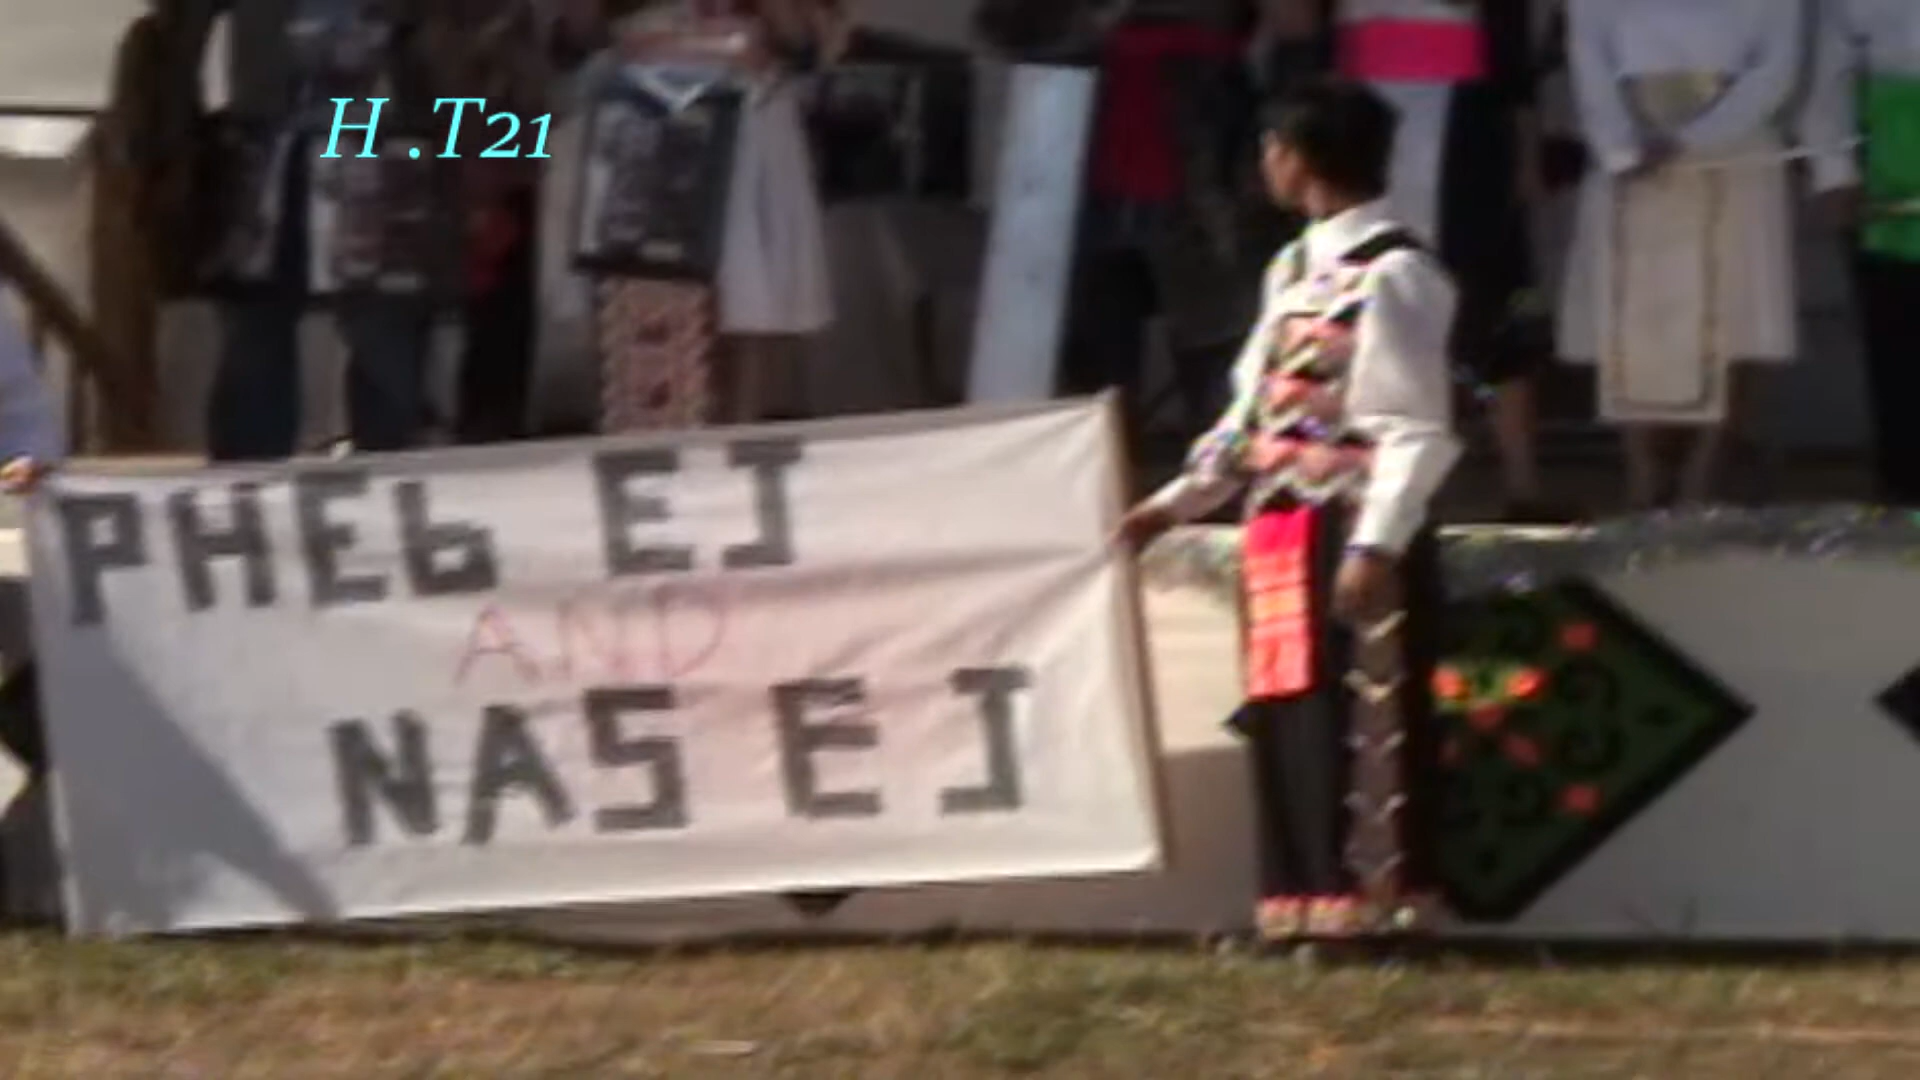 H .T21
PHEb EJ
AND
NAS EJ